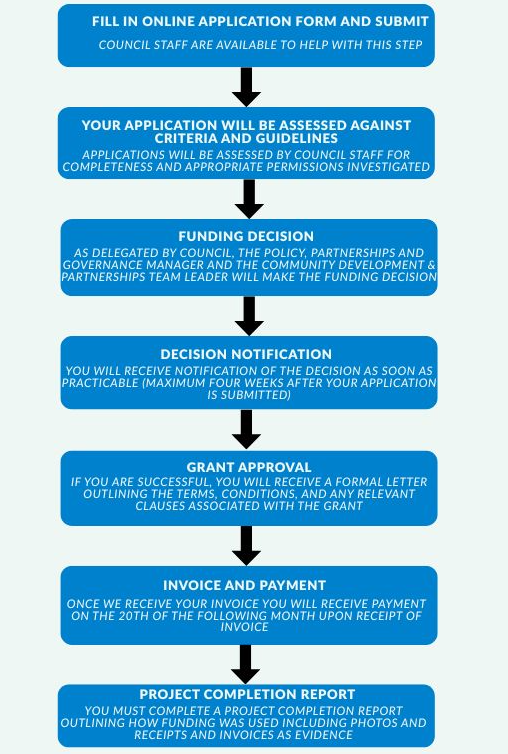 FILL IN ONLINE APPLICATION FORM AND SUBMIT
COUNCIL STAFF ARE AVAILABLE TO HELP WITH THIS STEP
YOUR APPLICATION WILL BE ASSESSED AGAINST
CRITERIA AND GUIDELINES
APPLICATIONS WILL BE ASSESSED BY COUNCIL STAFF FOR
COMPLETENESS AND APPROPRIATE PERMISSIONS INVESTIGATED
FUNDING DECISION
AS DELEGATED BY COUNCIL, THE POLICY, PARTNERSHIPS AND
GOVERNANCE MANAGER AND THE COMMUNITY DEVELOPMENT &
PARTNERSHIPS TEAM LEADER WILL MAKE THE FUNDING DECISION
DECISION NOTIFICATION
YOU WILL RECEIVE NOTIFICATION OF THE DECISION AS SOON AS
PRACTICABLE (MAXIMUM FOUR WEEKS AFTER YOUR APPLICATION
IS SUBMITTED)
GRANT APPROVAL
IF YOU ARE SUCCESSFUL, YOU WILL RECEIVE A FORMAL LETTER
OUTLINING THE TERMS, CONDITIONS, AND ANY RELEVANT
CLAUSES ASSOCIATED WITH THE GRANT
INVOICE AND PAYMENT
ONCE WE RECEIVE YOUR INVOICE YOU WILL RECEIVE PAYMENT
ON THE 20TH OF THE FOLLOWING MONTH UPON RECEIPT OF
INVOICE
PROJECT COMPLETION REPORT
YOU MUST COMPLETE A PROJECT COMPLETION REPORT
OUTLINING HOW FUNDING WAS USED INCLUDING PHOTOS AND
RECEIPTS AND INVOICES AS EVIDENCE